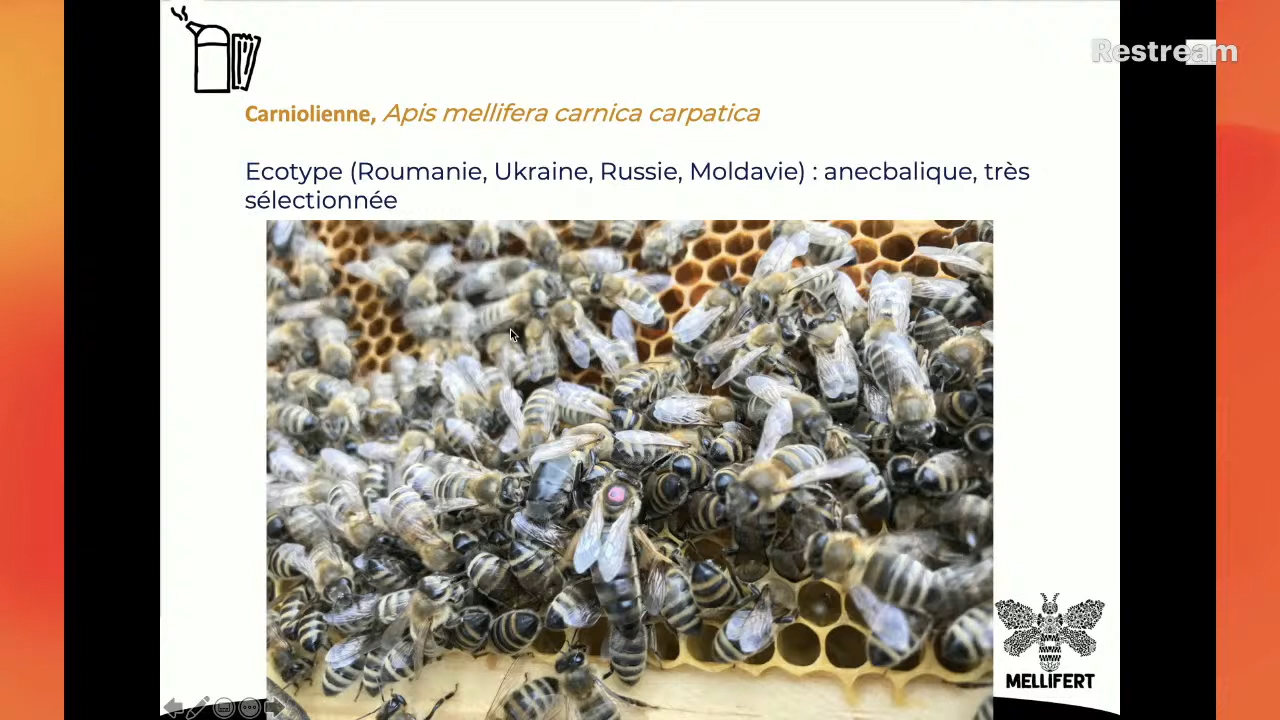 Restream
Carniolienne, Apis mellifera carnica carpatica
Ecotype (Roumanie, Ukraine, Russie, Moldavie) : anecbalique, très
sélectionnée
MELLIFERT